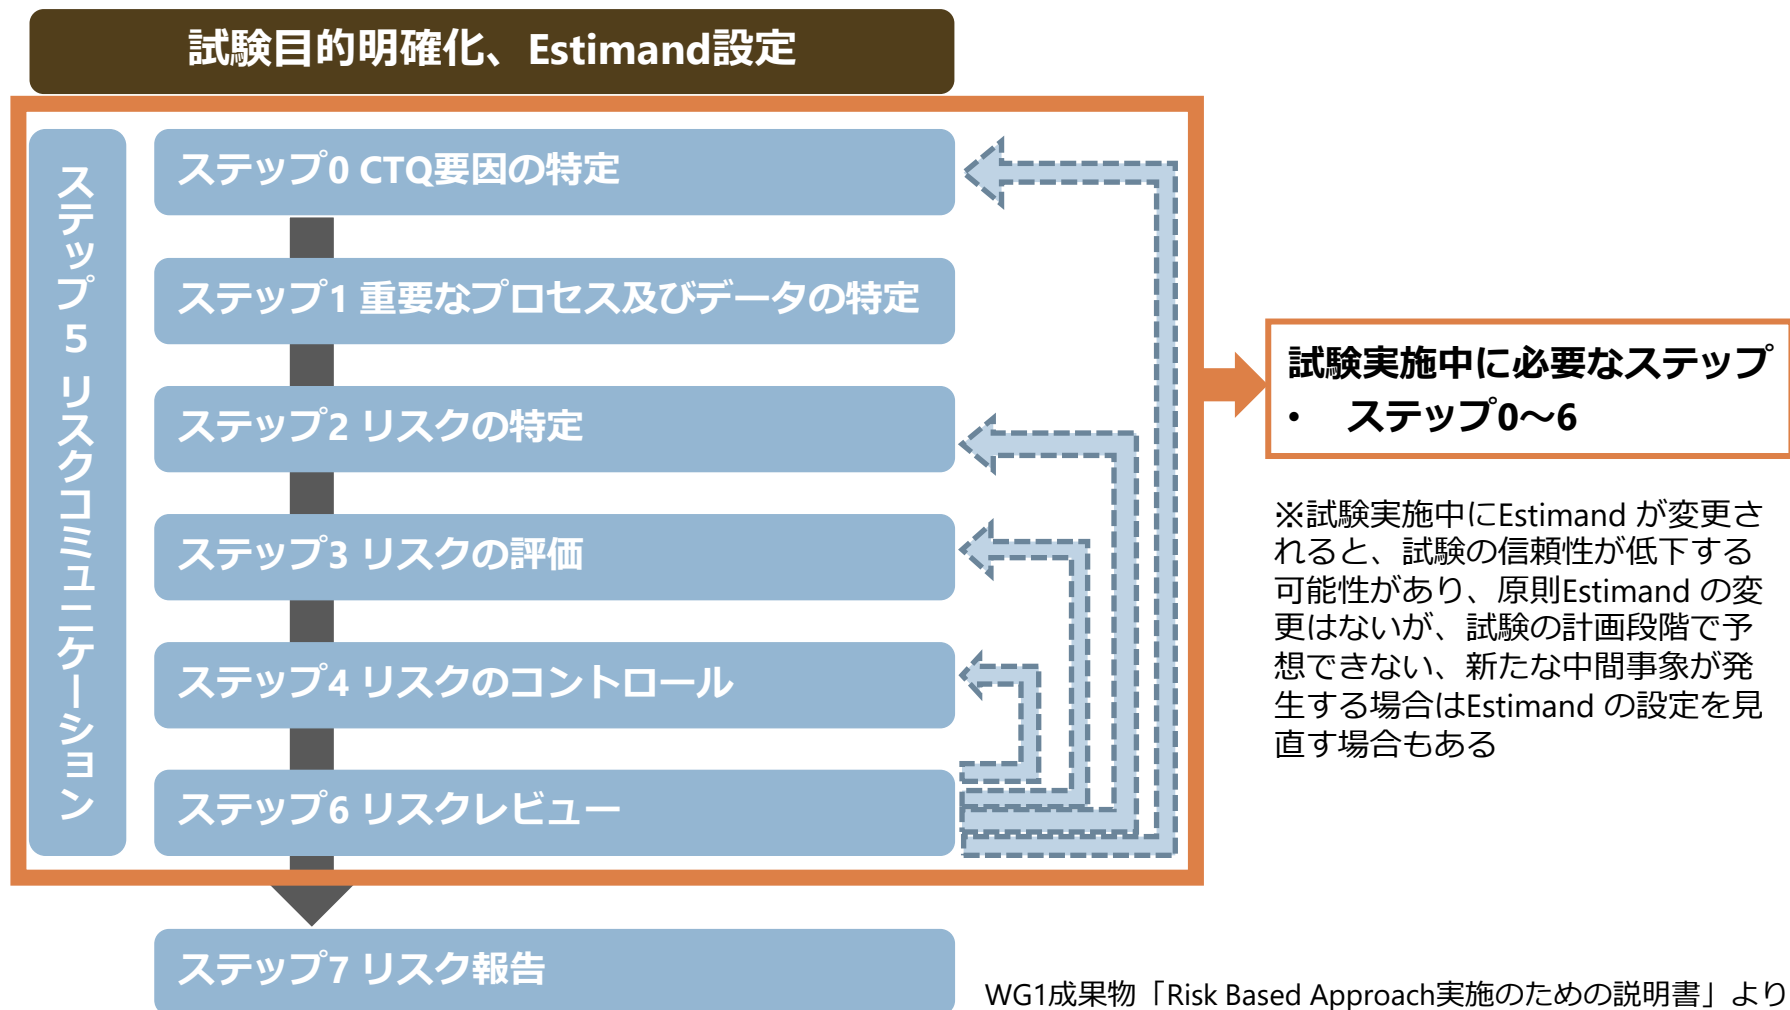 試験目的明確化、Estimand設定
ステップ5 リスクコミュニケーション
ステップ0 CTQ要因の特定
ステップ1 重要なプロセス及びデータの特定
ステップ2 リスクの特定
ステップ3 リスクの評価
ステップ4 リスクのコントロール
ステップ6 リスクレビュー
ステップ7 リスク報告
試験実施中に必要なステップ
• ステップ0～6
※試験実施中にEstimand が変更さ
れると、試験の信頼性が低下する
可能性があり、原則Estimand の変
更はないが、試験の計画段階で予
想できない、新たな中間事象が発
生する場合はEstimand の設定を見
直す場合もある
WG1成果物「Risk Based Approach実施のための説明書」より